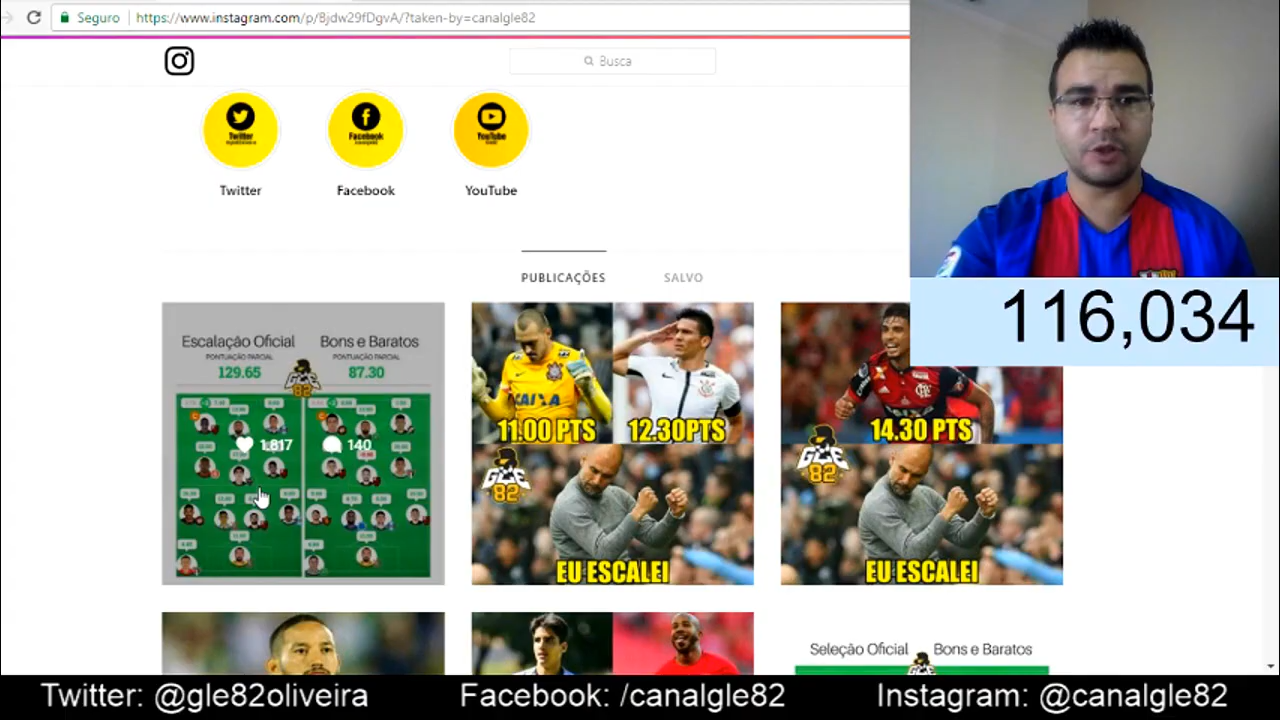 Seguro
https://www.instagram.com/p/Bjdw29fDgvA/?taken-by=canalgle82
Busca
Twitter
Facebook
YouTube
Twitter
Facebook
YouTube
PUBLICAÇÕES
SALVO
116,034
Escalação Oficial
Bons e Baratos
PONTUAÇÃO PARCIAL
PONTUAÇÃO PARCIAL
129.65
87.30
GLE
82
1.817
140
CAIXA
11.00 PTS
12.30PTS
GLE
82
EU ESCALEI
14.30 PTS
GLE
82
EU ESCALEI
Seleção Oficial
Bons e Baratos
Twitter: @gle82oliveira
Facebook: /canalgle82
Instagram: @canalgle82